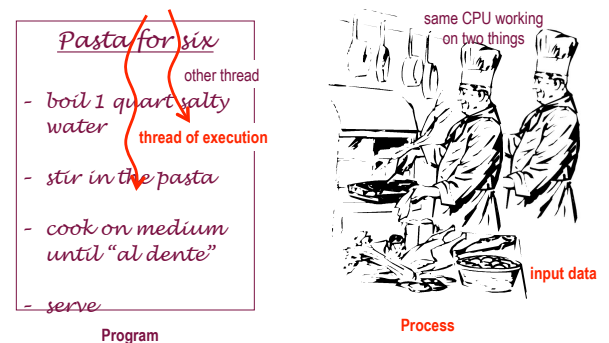 Pasta for six
other thread
- boil 1 quart salty
water
thread of execution
- stir in the pasta
- cook on medium
until “al dente”
- serve
Program
same CPU working
on two things
input data
Process